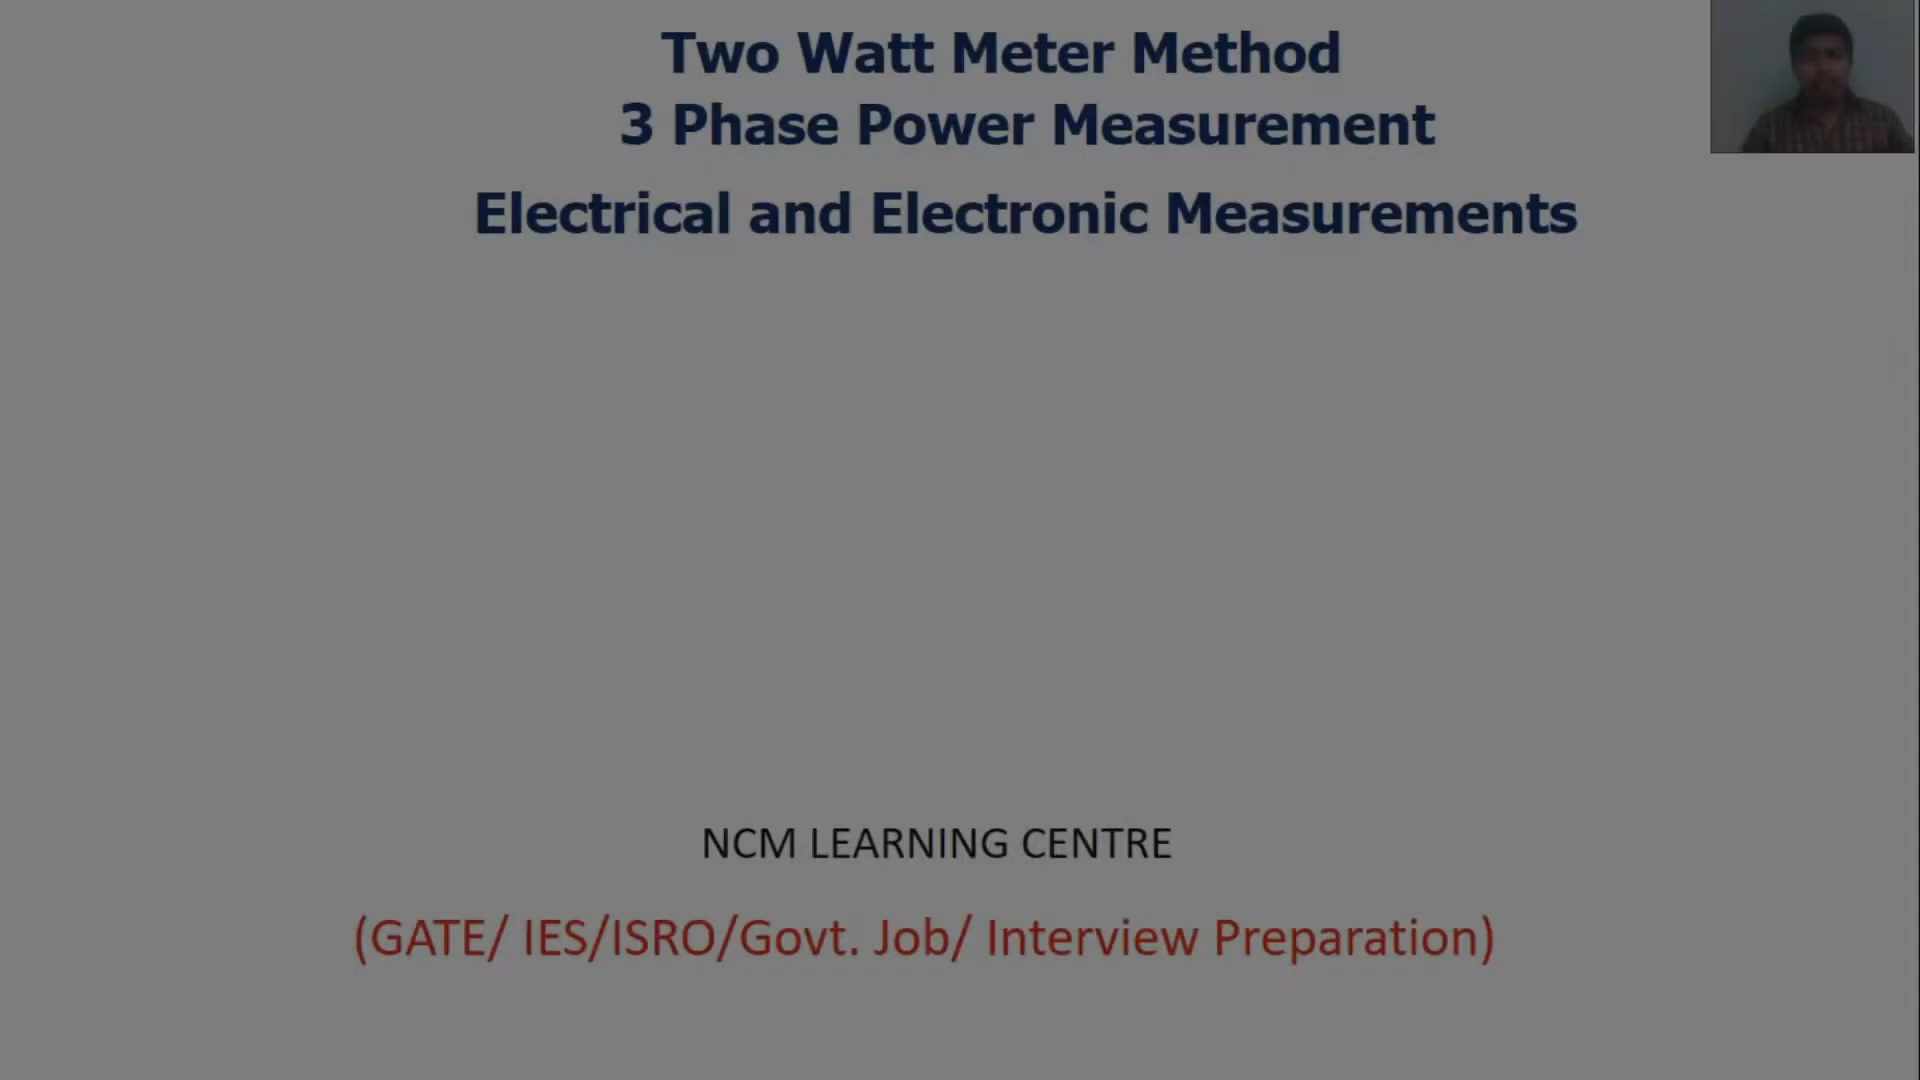 Two Watt Meter Method
3 Phase Power Measurement
Electrical and Electronic Measurements
NCM LEARNING CENTRE
(GATE/ IES/ISRO/Govt. Job/ Interview Preparation)